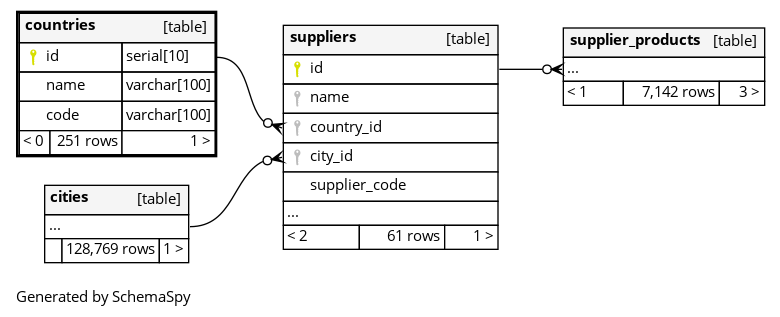 countries [table]
id serial[10]
name varchar[100]
code varchar[100]
< 0 251 rows 1 >
cities [table]
...
128,769 rows 1 >
suppliers [table]
id
name
country_id
city_id
supplier_code
...
< 2 61 rows 1 >
supplier_products [table]
...
< 1 7,142 rows 3 >
Generated by SchemaSpy